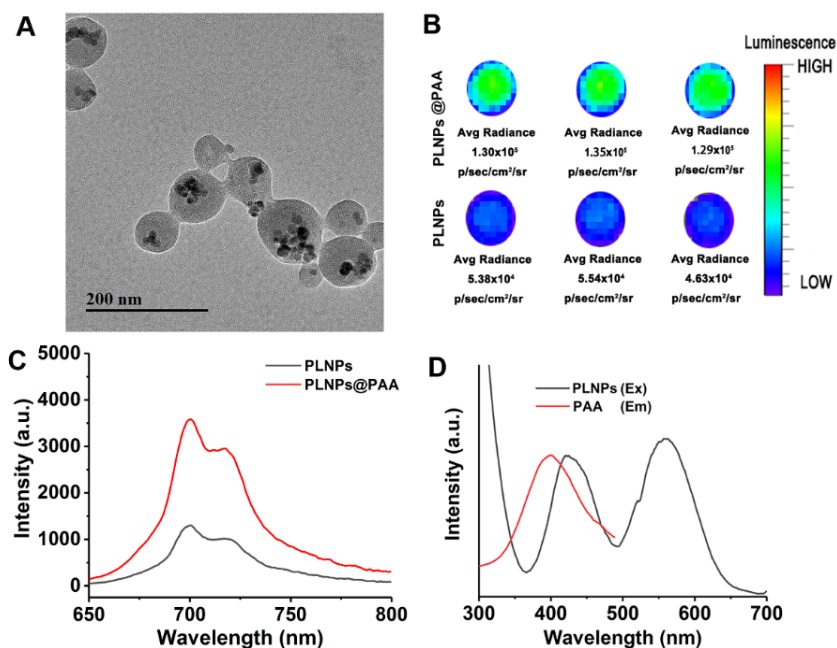 A
200 nm
B
Luminescence
HIGH
LOW
PLNPs @PAA
Avg Radiance
1.30x10⁵
p/sec/cm²/sr
Avg Radiance
1.35x10⁵
p/sec/cm²/sr
Avg Radiance
1.29x10⁵
p/sec/cm²/sr
PLNPs
Avg Radiance
5.38x10⁴
p/sec/cm²/sr
Avg Radiance
5.54x10⁴
p/sec/cm²/sr
Avg Radiance
4.63x10⁴
p/sec/cm²/sr
C
PLNPs
PLNPs@PAA
Intensity (a.u.)
5000
4000
3000
2000
1000
0
650
700
750
800
Wavelength (nm)
D
PLNPs (Ex)
PAA (Em)
Intensity (a.u.)
300
400
500
600
700
Wavelength (nm)